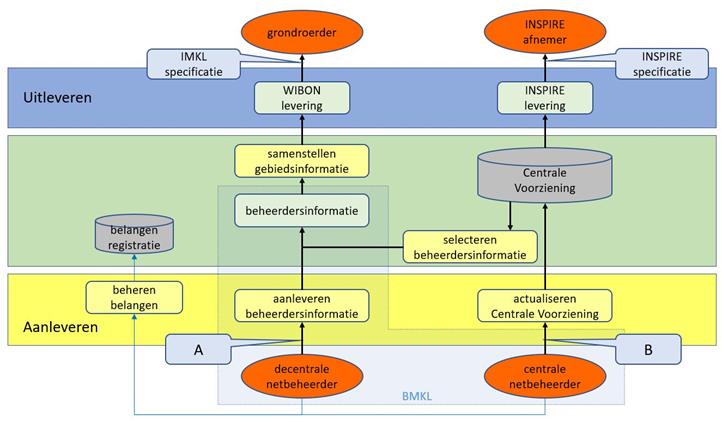 grondroerder
INSPIRE
afnemer
IMKL
specificatie
INSPIRE
specificatie
Uitleveren
WIBON
levering
INSPIRE
levering
samenstellen
gebiedsinformatie
Centrale
Voorziening
beheerdersinformatie
belangen
registratie
selecteren
beheerdersinformatie
beheren
belangen
aanleveren
beheerdersinformatie
actualiseren
Centrale Voorziening
Aanleveren
A
B
decentrale
netbeheerder
centrale
netbeheerder
BMKL